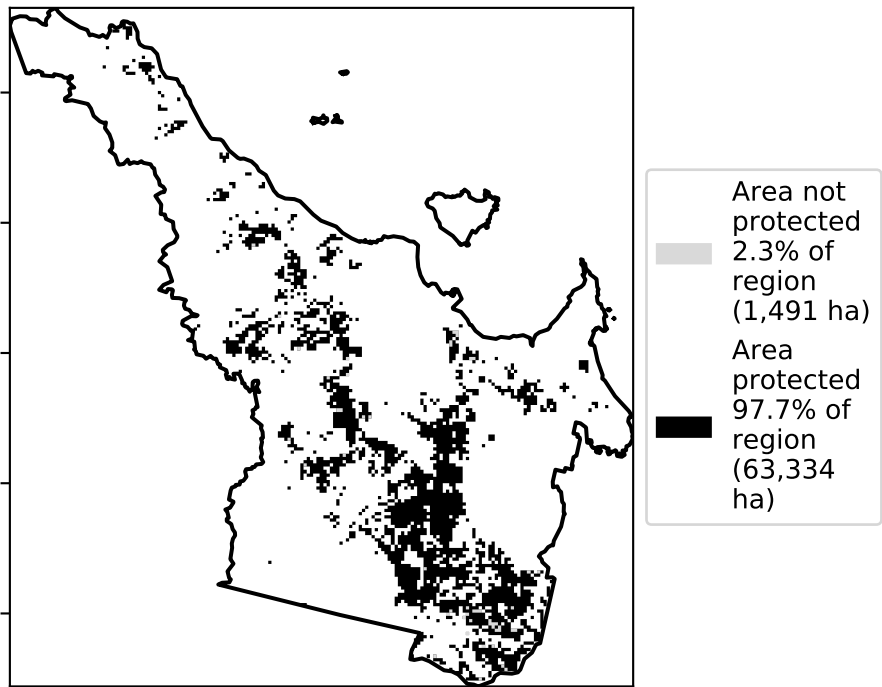 Area not
protected
2.3% of
region
(1,491 ha)
Area
protected
97.7% of
region
(63,334
ha)